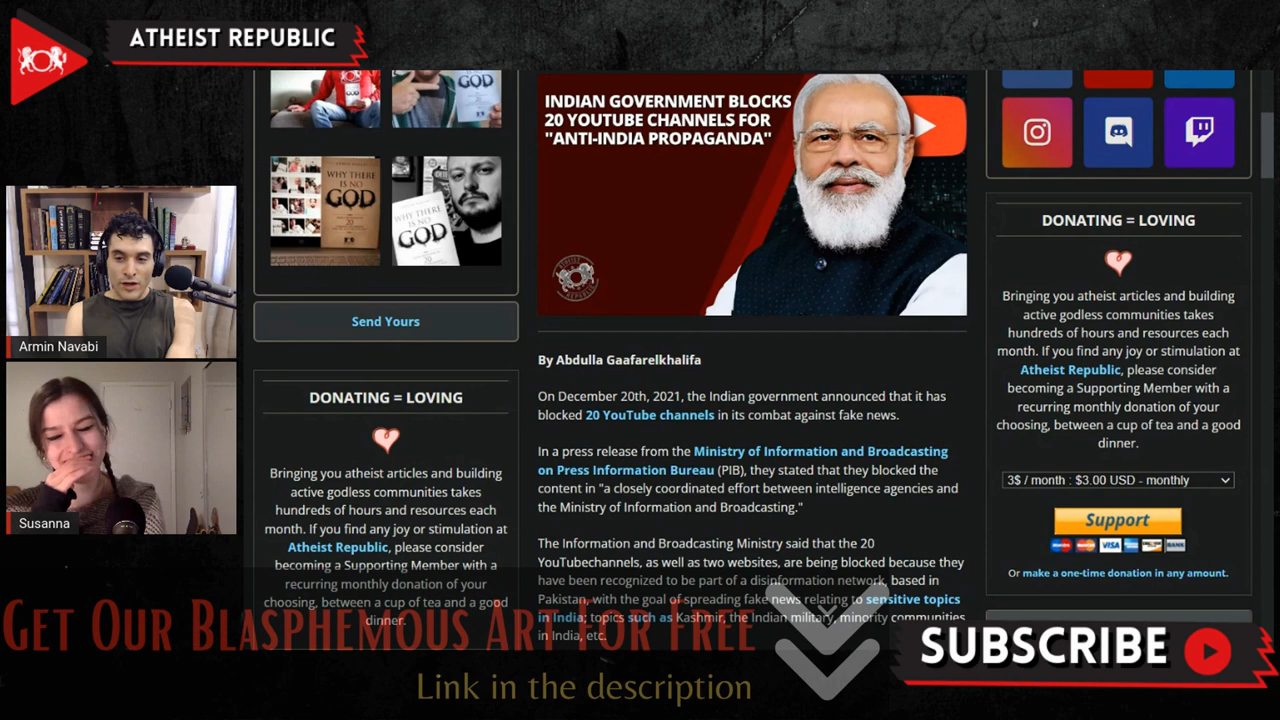 ATHEIST REPUBLIC
Armin Navabi
Susanna
GOD
GOD
WHY THERE
IS NO
GOD
WHY THERE
IS NO
GOD
Send Yours
DONATING = LOVING
Bringing you atheist articles and building
active godless communities takes
hundreds of hours and resources each
month. If you find any joy or stimulation at
Atheist Republic, please consider
becoming a Supporting Member with a
recurring monthly donation of your
choosing, between a cup of tea and a good
dinner.
INDIAN GOVERNMENT BLOCKS
20 YOUTUBE CHANNELS FOR
"ANTI-INDIA PROPAGANDA"
By Abdulla Gaafarelkhalifa
On December 20th, 2021, the Indian government announced that it has
blocked 20 YouTube channels in its combat against fake news.
In a press release from the Ministry of Information and Broadcasting
on Press Information Bureau (PIB), they stated that they blocked the
content in "a closely coordinated effort between intelligence agencies and
the Ministry of Information and Broadcasting."
The Information and Broadcasting Ministry said that the 20
YouTubechannels, as well as two websites, are being blocked because they
have been recognized to be part of a disinformation network, based in
Pakistan, with the goal of spreading fake news relating to sensitive topics
in India; topics such as Kashmir, the Indian military, minority communities
in India, etc.
DONATING = LOVING
Bringing you atheist articles and building
active godless communities takes
hundreds of hours and resources each
month. If you find any joy or stimulation at
Atheist Republic, please consider
becoming a Supporting Member with a
recurring monthly donation of your
choosing, between a cup of tea and a good
dinner.
3$ / month : $3.00 USD - monthly
Support
VISA
BANK
Or make a one-time donation in any amount.
GET OUR BLASPHEMOUS ART FOR FREE
Link in the description
SUBSCRIBE